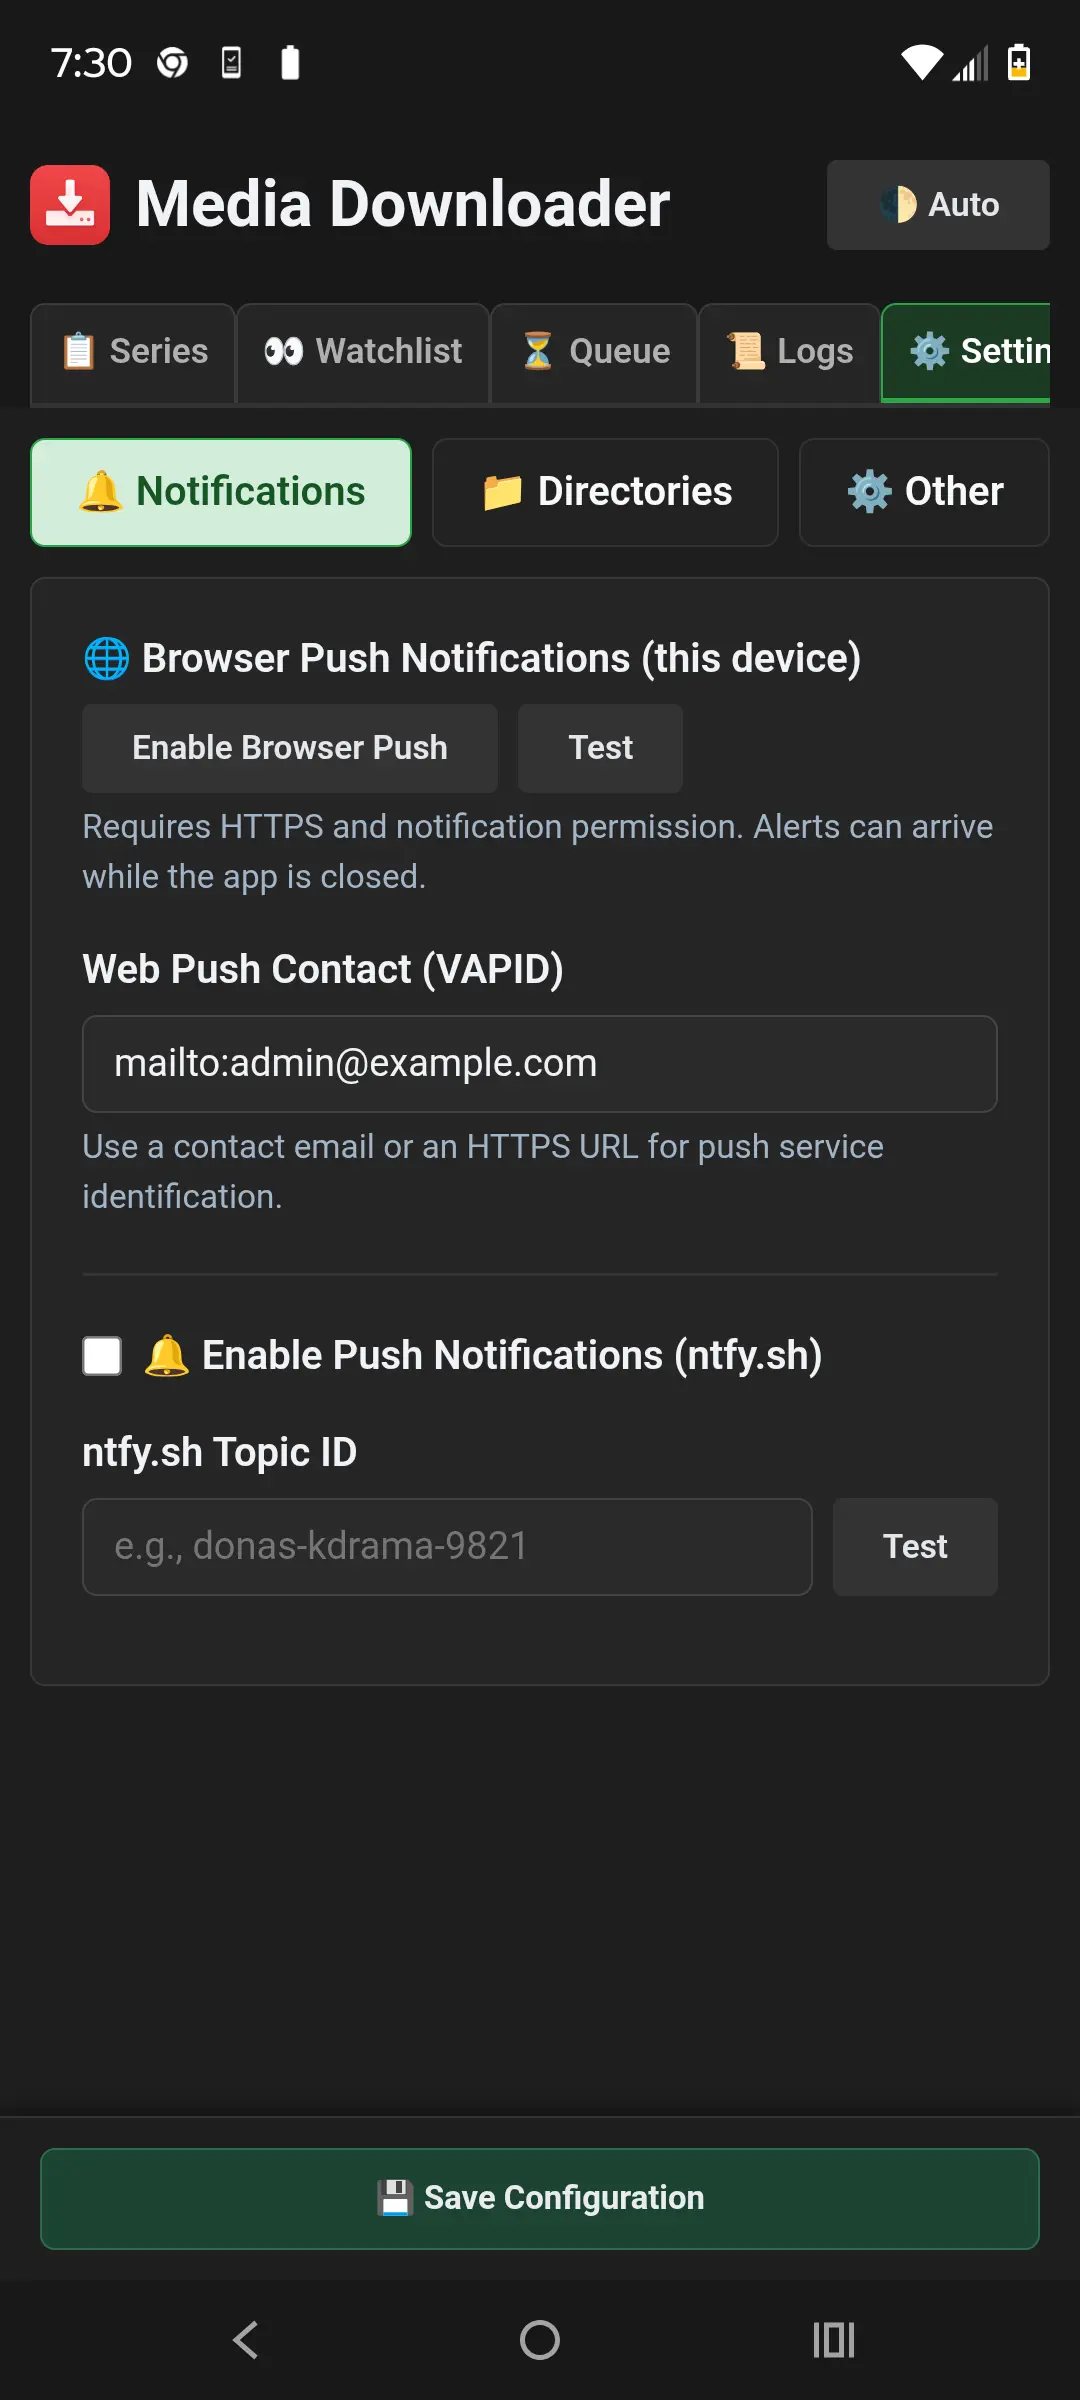 7:30
Media Downloader
🌓 Auto
📋 Series
👀 Watchlist
⏳ Queue
📜 Logs
⚙️ Settin
🔔 Notifications
📁 Directories
⚙️ Other
🌐 Browser Push Notifications (this device)
Enable Browser Push
Test
Requires HTTPS and notification permission. Alerts can arrive
while the app is closed.
Web Push Contact (VAPID)
mailto:admin@example.com
Use a contact email or an HTTPS URL for push service
identification.
🔔 Enable Push Notifications (ntfy.sh)
ntfy.sh Topic ID
e.g., donas-kdrama-9821
Test
💾 Save Configuration